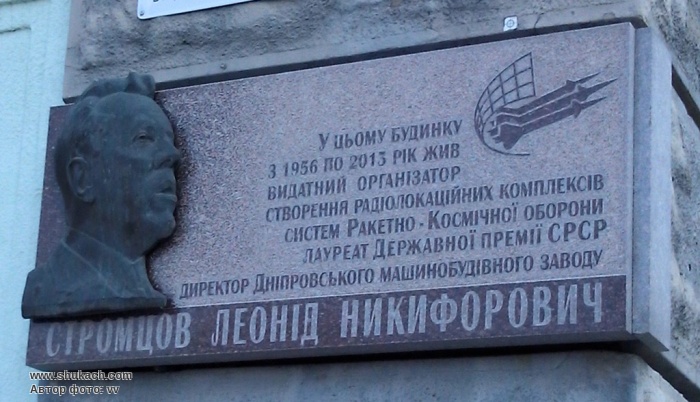 У ЦЬОМУ БУДИНКУ
З 1956 ПО 2013 РІК ЖИВ
ВИДАТНИЙ ОРГАНІЗАТОР
СТВОРЕННЯ РАДІОЛОКАЦІЙНИХ КОМПЛЕКСІВ
СИСТЕМ РАКЕТНО - КОСМІЧНОЇ ОБОРОНИ
ЛАУРЕАТ ДЕРЖАВНОЇ ПРЕМІЇ СРСР
ДИРЕКТОР ДНІПРОВСЬКОГО МАШИНОБУДІВНОГО ЗАВОДУ
СТРОМЦОВ ЛЕОНІД НИКИФОРОВИЧ
www.shukach.com
Автор фото: vv